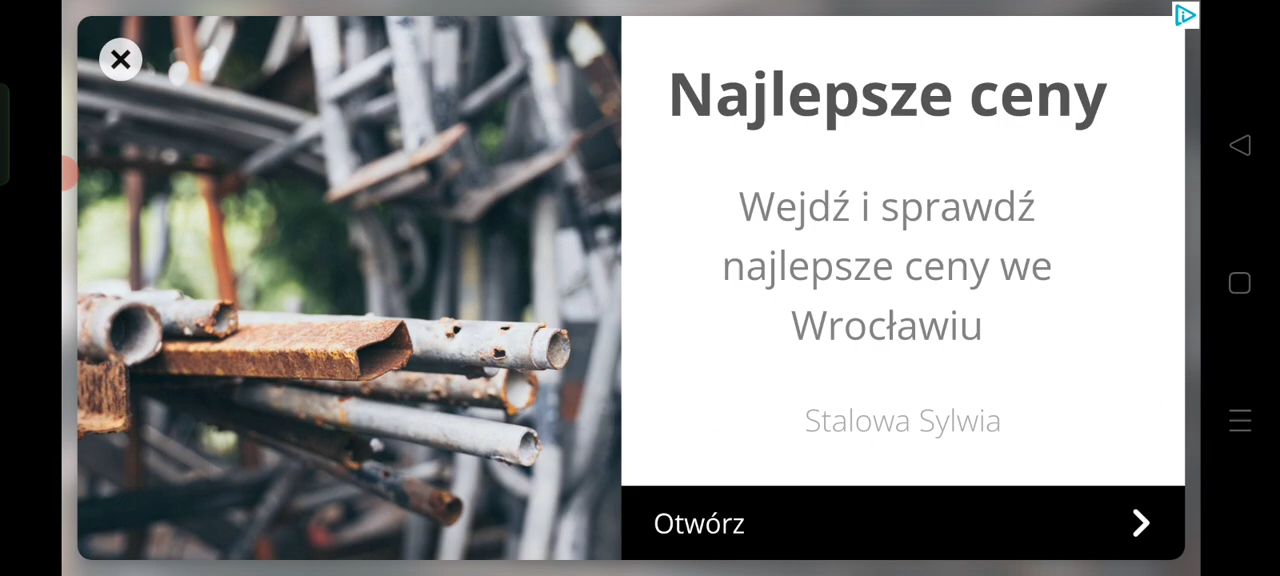 Najlepsze ceny
Wejdź i sprawdź
najlepsze ceny we
Wrocławiu
Stalowa Sylwia
Otwórz